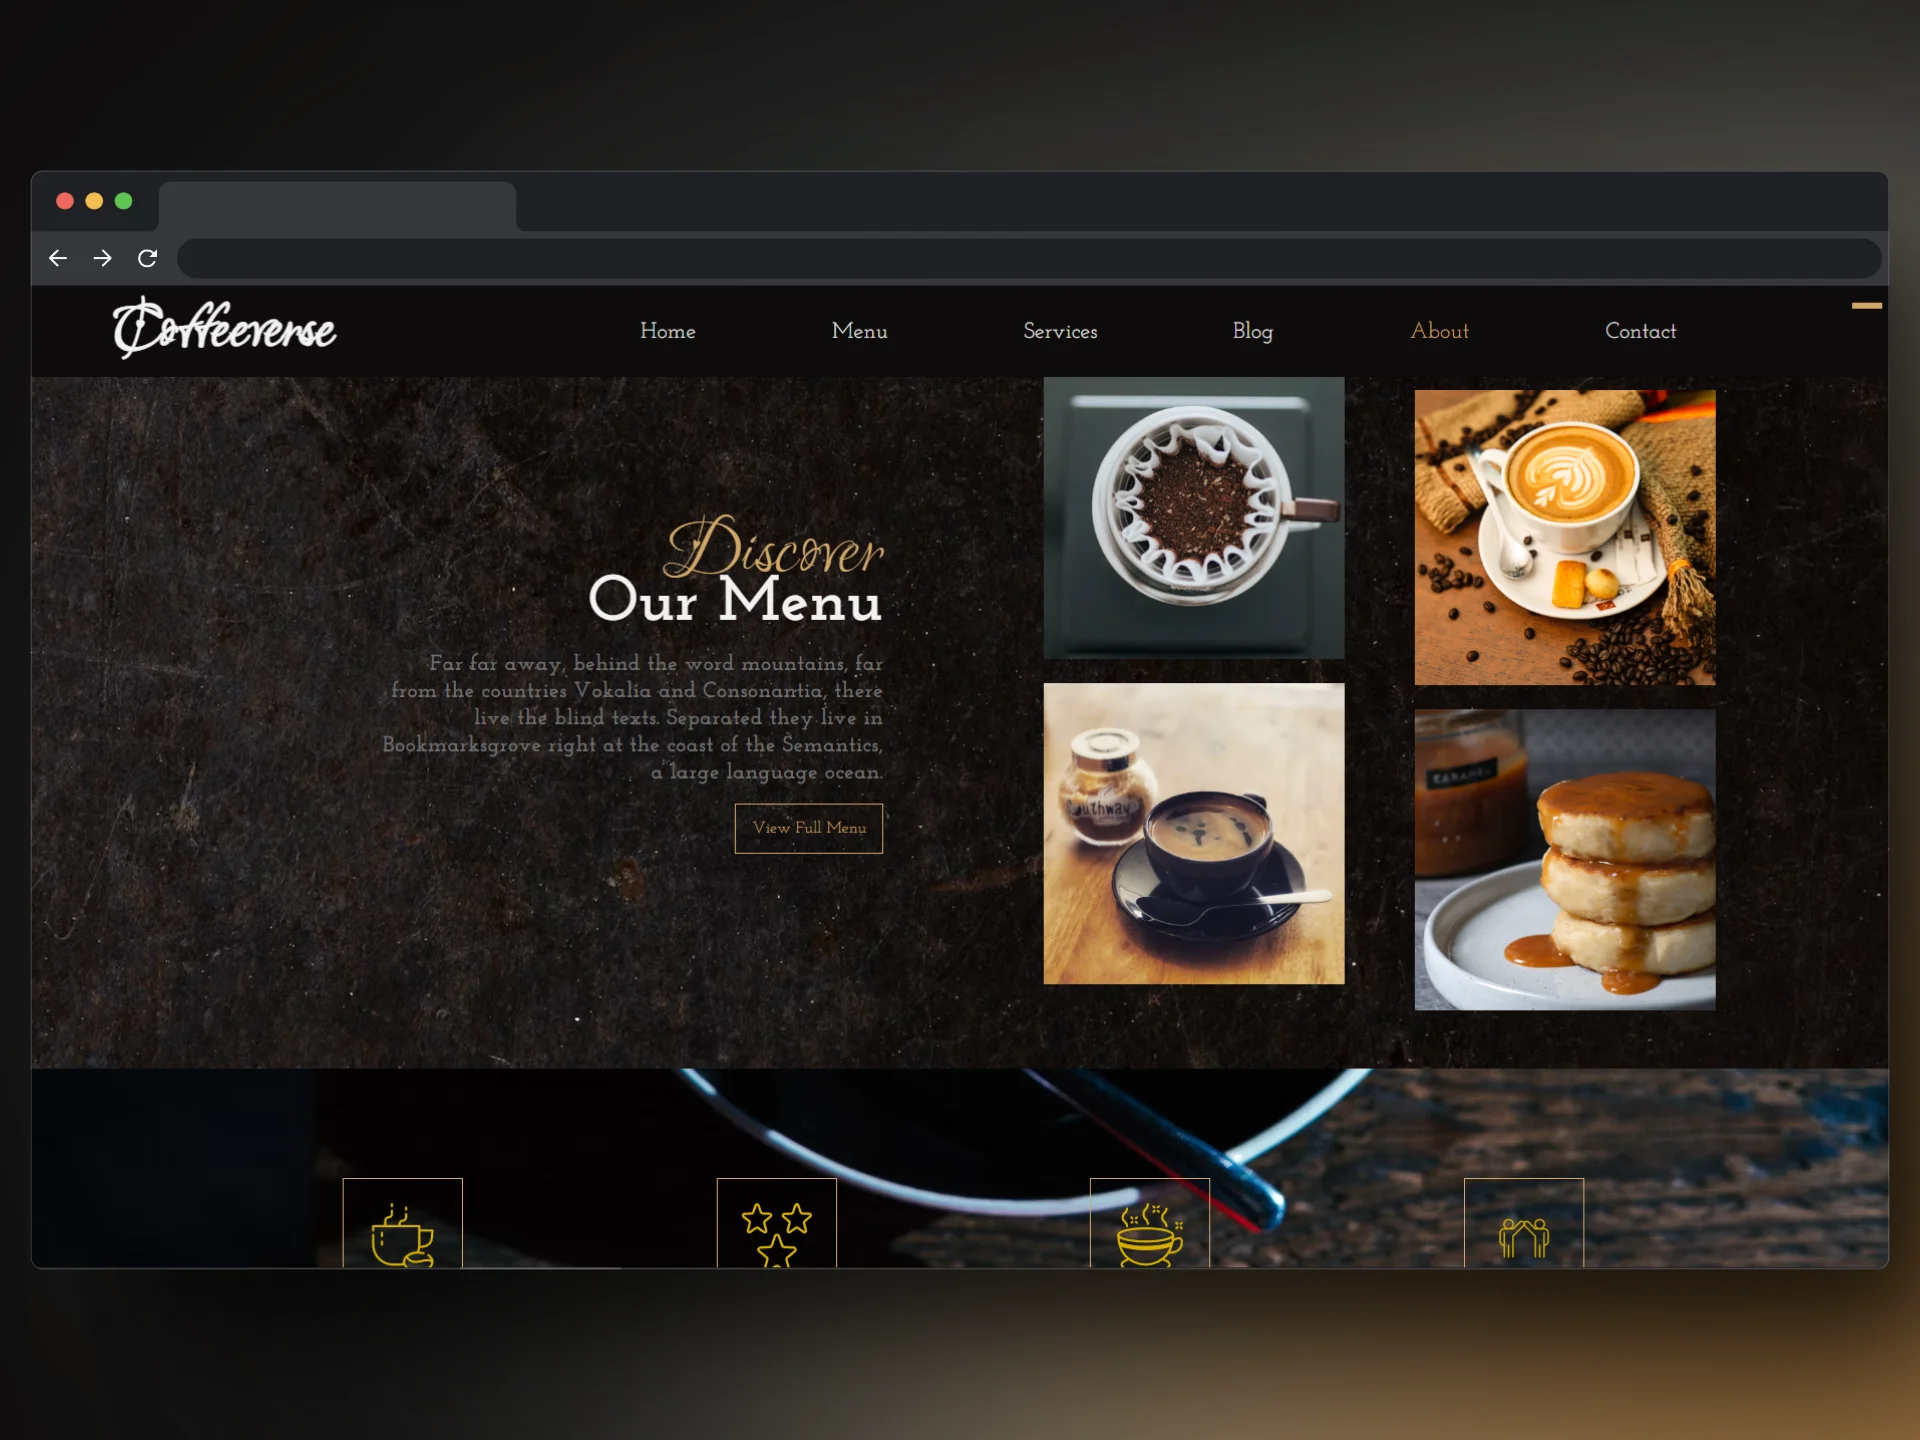 Coffeeverse
Home Menu Services Blog About Contact
Discover
Our Menu
Far far away, behind the word mountains, far
from the countries Vokalia and Consonantia, there
live the blind texts. Separated they live in
Bookmarksgrove right at the coast of the Semantics,
a large language ocean.
View Full Menu
Southway
CARAMEL